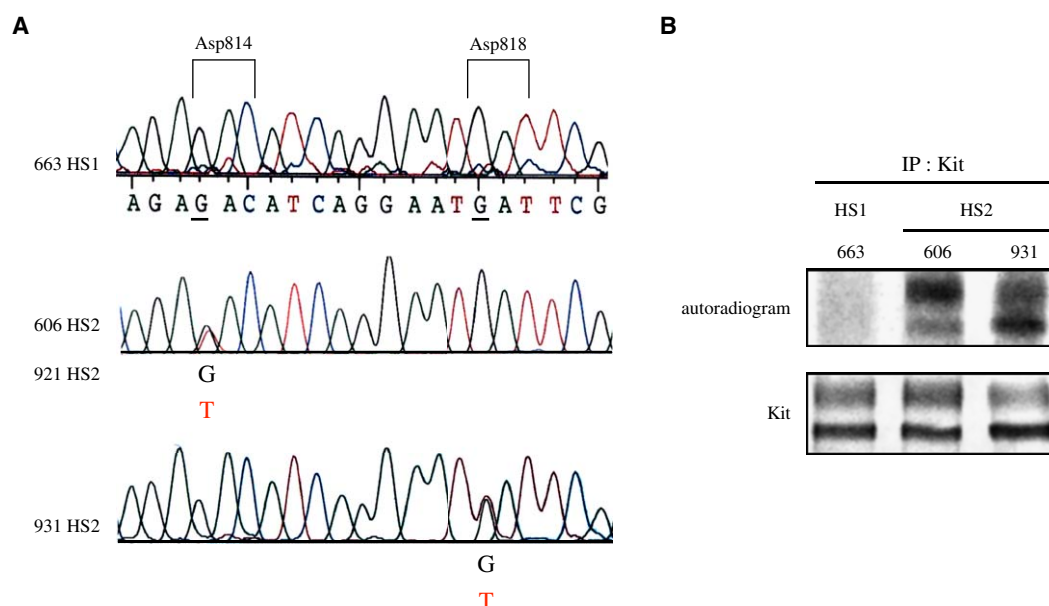 A
Asp814
Asp818
663 HS1
A G A G A C A T C A G G A A T G A T T C G
606 HS2
921 HS2
G
T
931 HS2
G
T
B
IP : Kit
HS1 HS2
663 606 931
autoradiogram
Kit